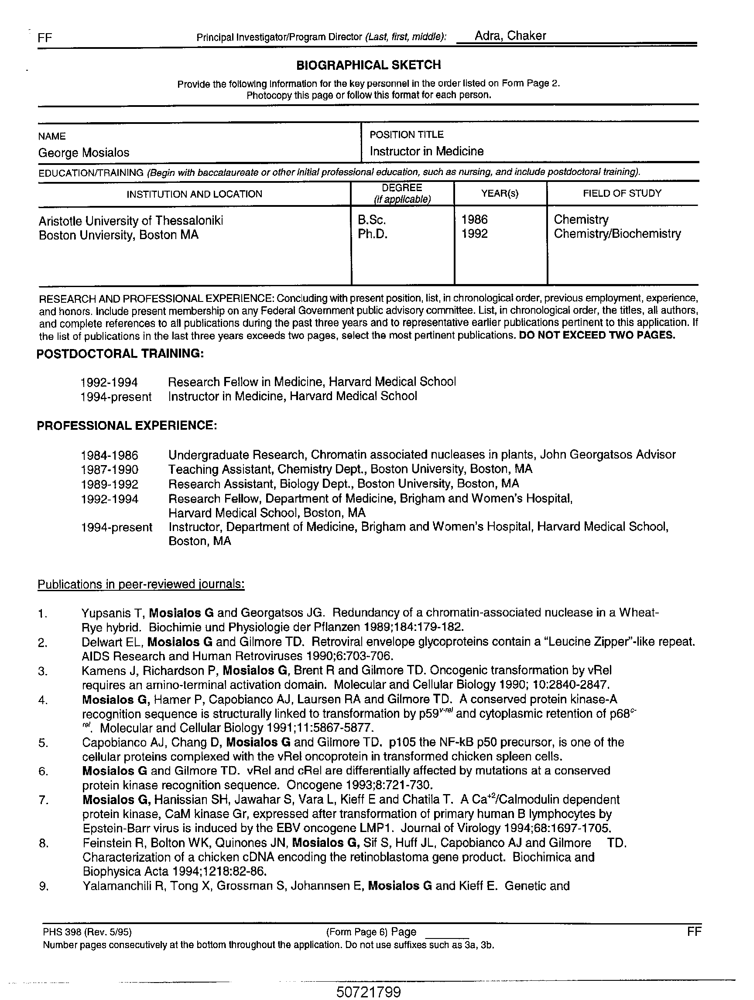 FF Principal Investigator/Program Director (Last, first, middle): Adra, Chaker
BIOGRAPHICAL SKETCH
Provide the following information for the key personnel in the order listed on Form Page 2.
Photocopy this page or follow this format for each person.
NAME POSITION TITLE
George Mosialos Instructor in Medicine
EDUCATION/TRAINING (Begin with baccalaureate or other initial professional education, such as nursing, and include postdoctoral training).
INSTITUTION AND LOCATION DEGREE (if applicable) YEAR(s) FIELD OF STUDY
Aristotle University of Thessaloniki B.Sc. 1986 Chemistry
Boston Unviersity, Boston MA Ph.D. 1992 Chemistry/Biochemistry
RESEARCH AND PROFESSIONAL EXPERIENCE: Concluding with present position, list, in chronological order, previous employment, experience,
and honors. Include present membership on any Federal Government public advisory committee. List, in chronological order, the titles, all authors,
and complete references to all publications during the past three years and to representative earlier publications pertinent to this application. If
the list of publications in the last three years exceeds two pages, select the most pertinent publications. DO NOT EXCEED TWO PAGES.
POSTDOCTORAL TRAINING:
1992-1994 Research Fellow in Medicine, Harvard Medical School
1994-present Instructor in Medicine, Harvard Medical School
PROFESSIONAL EXPERIENCE:
1984-1986 Undergraduate Research, Chromatin associated nucleases in plants, John Georgatsos Advisor
1987-1990 Teaching Assistant, Chemistry Dept., Boston University, Boston, MA
1989-1992 Research Assistant, Biology Dept., Boston University, Boston, MA
1992-1994 Research Fellow, Department of Medicine, Brigham and Women's Hospital,
Harvard Medical School, Boston, MA
1994-present Instructor, Department of Medicine, Brigham and Women's Hospital, Harvard Medical School,
Boston, MA
Publications in peer-reviewed journals:
1. Yupsanis T, Mosialos G and Georgatsos JG. Redundancy of a chromatin-associated nuclease in a Wheat-
Rye hybrid. Biochimie und Physiologie der Pflanzen 1989;184:179-182.
2. Delwart EL, Mosialos G and Gilmore TD. Retroviral envelope glycoproteins contain a "Leucine Zipper"-like repeat.
AIDS Research and Human Retroviruses 1990;6:703-706.
3. Kamens J, Richardson P, Mosialos G, Brent R and Gilmore TD. Oncogenic transformation by vRel
requires an amino-terminal activation domain. Molecular and Cellular Biology 1990; 10:2840-2847.
4. Mosialos G, Hamer P, Capobianco AJ, Laursen RA and Gilmore TD. A conserved protein kinase-A
recognition sequence is structurally linked to transformation by p59v-rel and cytoplasmic retention of p68c-
rel. Molecular and Cellular Biology 1991;11:5867-5877.
5. Capobianco AJ, Chang D, Mosialos G and Gilmore TD. p105 the NF-kB p50 precursor, is one of the
cellular proteins complexed with the vRel oncoprotein in transformed chicken spleen cells.
6. Mosialos G and Gilmore TD. vRel and cRel are differentially affected by mutations at a conserved
protein kinase recognition sequence. Oncogene 1993;8:721-730.
7. Mosialos G, Hanissian SH, Jawahar S, Vara L, Kieff E and Chatila T. A Ca+2/Calmodulin dependent
protein kinase, CaM kinase Gr, expressed after transformation of primary human B lymphocytes by
Epstein-Barr virus is induced by the EBV oncogene LMP1. Journal of Virology 1994;68:1697-1705.
8. Feinstein R, Bolton WK, Quinones JN, Mosialos G, Sif S, Huff JL, Capobianco AJ and Gilmore TD.
Characterization of a chicken cDNA encoding the retinoblastoma gene product. Biochimica and
Biophysica Acta 1994;1218:82-86.
9. Yalamanchili R, Tong X, Grossman S, Johannsen E, Mosialos G and Kieff E. Genetic and
PHS 398 (Rev. 5/95) (Form Page 6) Page FF
Number pages consecutively at the bottom throughout the application. Do not use suffixes such as 3a, 3b.
50721799